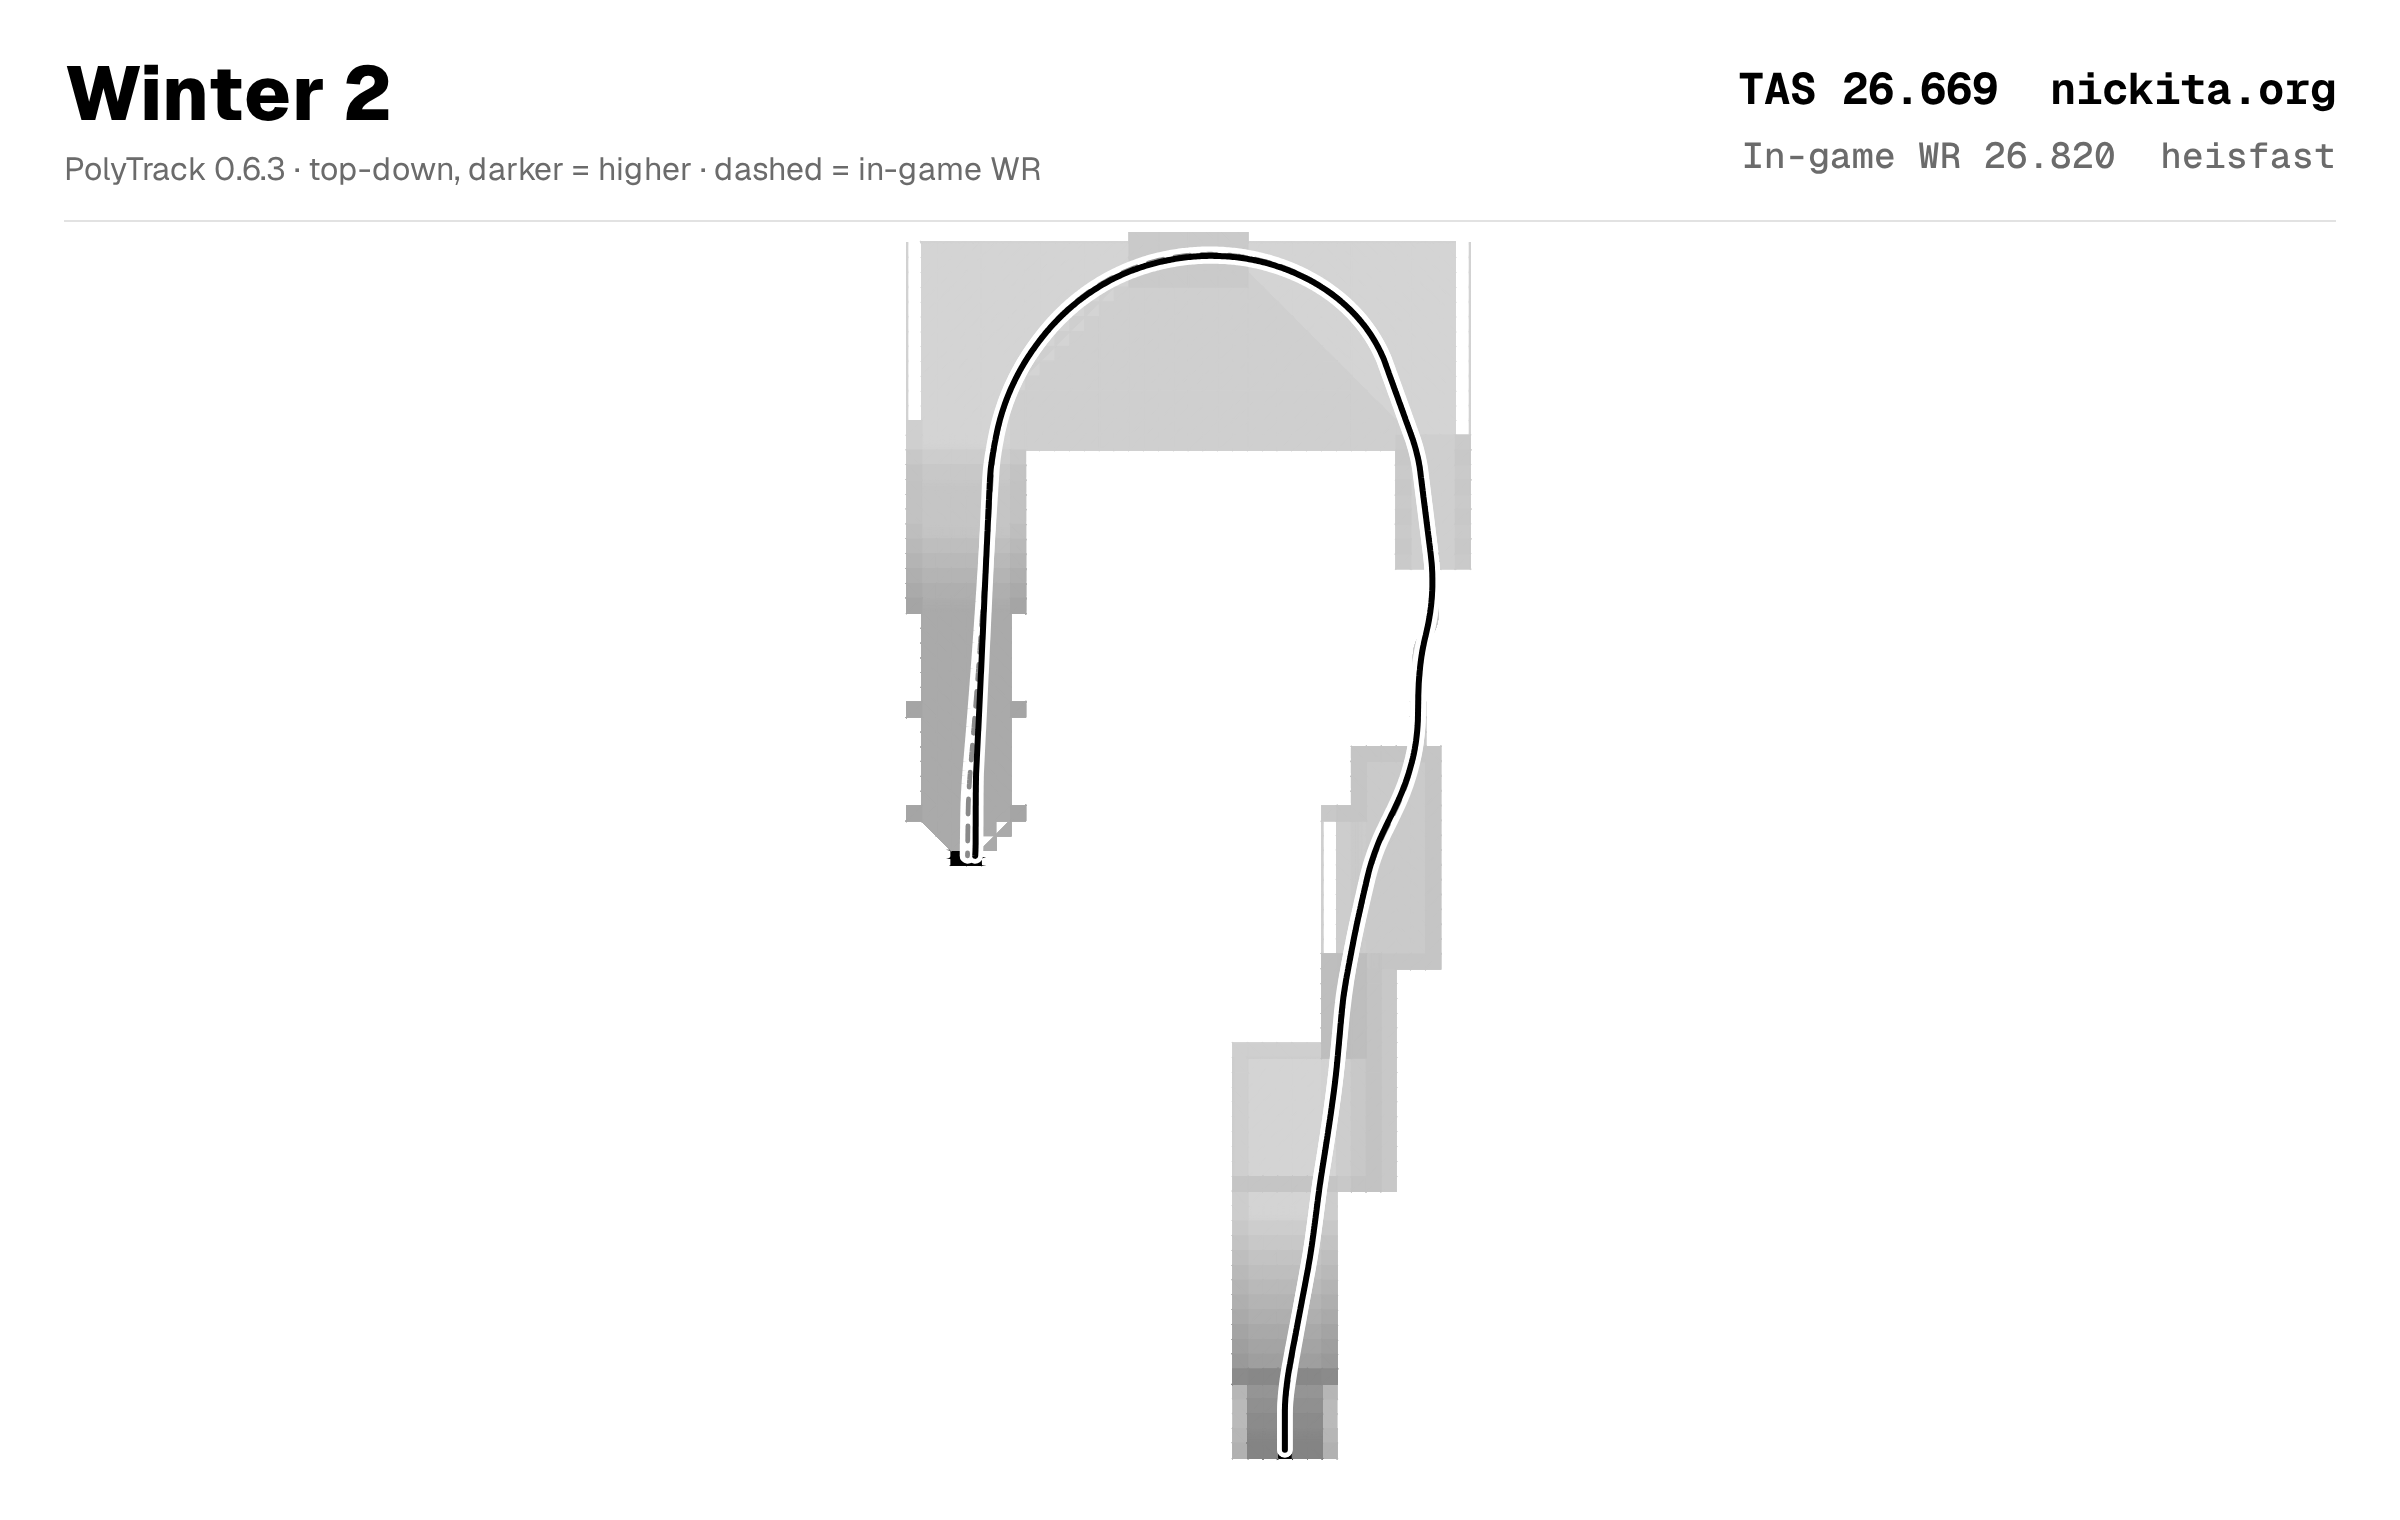 Winter 2
PolyTrack 0.6.3 · top-down, darker = higher · dashed = in-game WR
TAS 26.669 nickita.org
In-game WR 26.820 heisfast